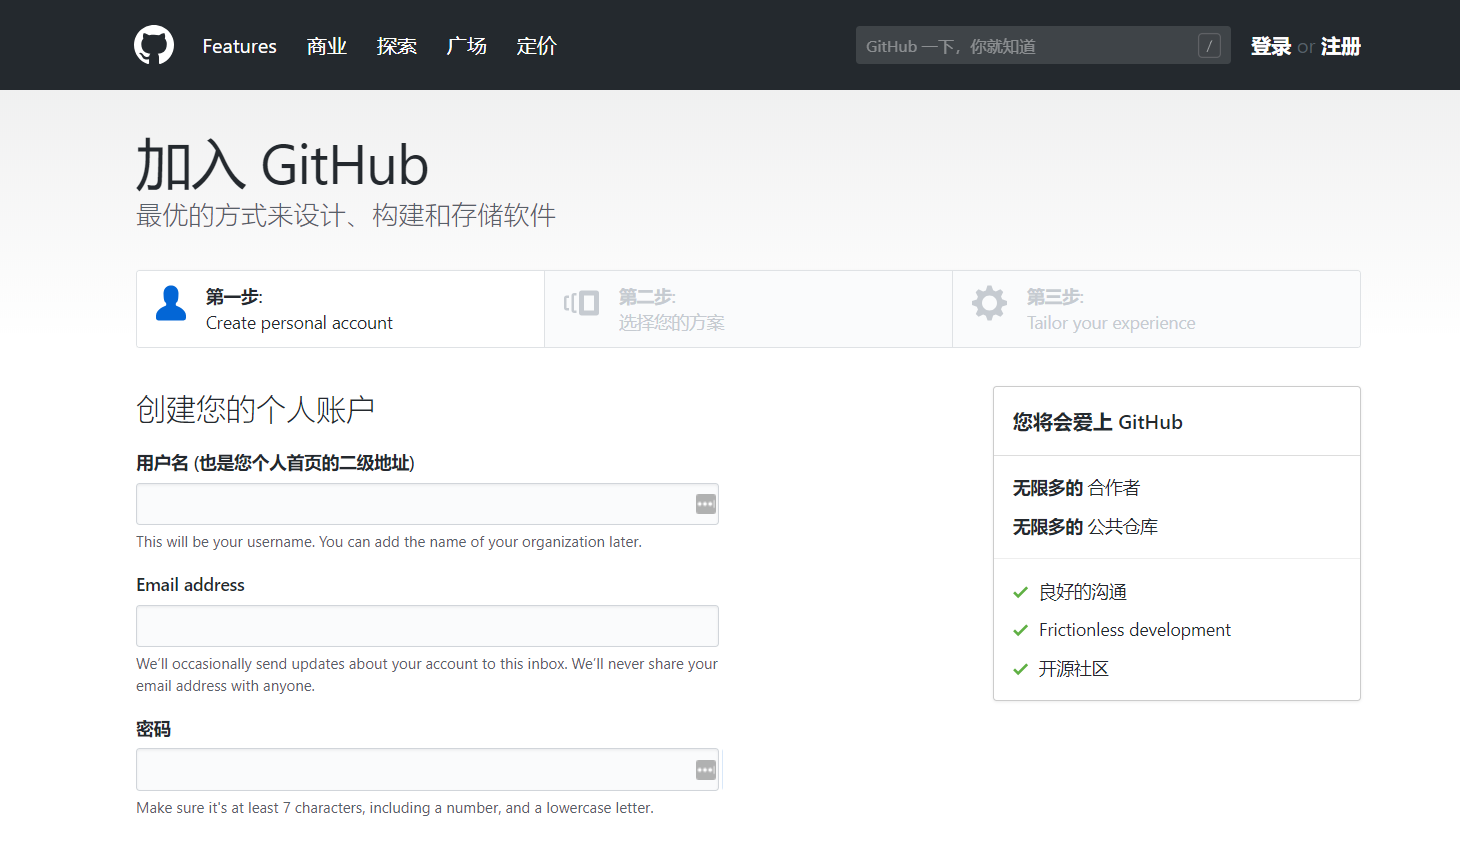 Features 商业 探索 广场 定价 GitHub 一下，你就知道 / 登录 or 注册
加入 GitHub
最优的方式来设计、构建和存储软件
第一步:
Create personal account
第二步:
选择您的方案
第三步:
Tailor your experience
创建您的个人账户
用户名 (也是您个人首页的二级地址)
This will be your username. You can add the name of your organization later.
Email address
We’ll occasionally send updates about your account to this inbox. We’ll never share your
email address with anyone.
密码
Make sure it's at least 7 characters, including a number, and a lowercase letter.
您将会爱上 GitHub
无限多的 合作者
无限多的 公共仓库
良好的沟通
Frictionless development
开源社区